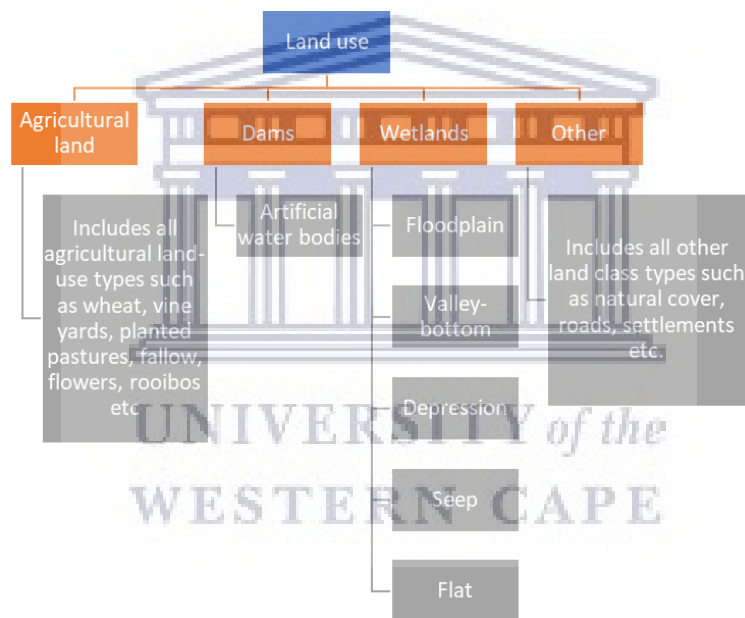 Land use
Agricultural
land
Dams
Wetlands
Other
Includes all
agricultural land-
use types such
as wheat, vine
yards, planted
pastures, fallow,
flowers, rooibos
etc
Artificial
water bodies
Floodplain
Valley-
bottom
Depression
Seep
Flat
Includes all other
land class types such
as natural cover,
roads, settlements
etc.
UNIVERSITY of the
WESTERN CAPE